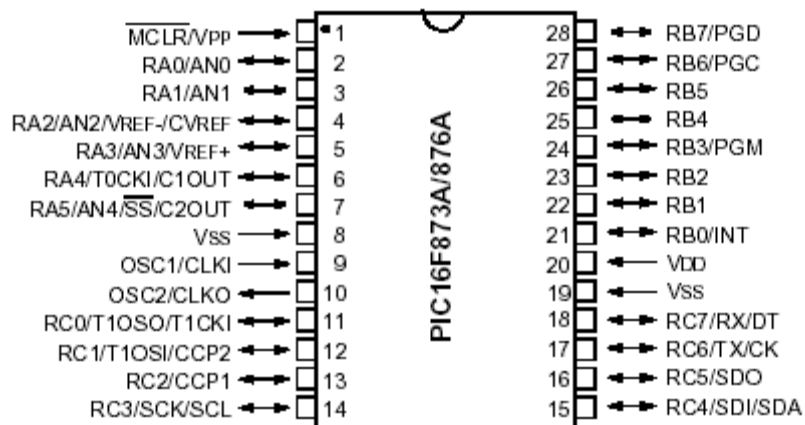 MCLR/VPP 1 28 RB7/PGD
RA0/AN0 2 27 RB6/PGC
RA1/AN1 3 26 RB5
RA2/AN2/VREF-/CVREF 4 25 RB4
RA3/AN3/VREF+ 5 24 RB3/PGM
RA4/T0CKI/C1OUT 6 23 RB2
RA5/AN4/SS/C2OUT 7 22 RB1
VSS 8 21 RB0/INT
OSC1/CLKI 9 20 VDD
OSC2/CLKO 10 19 VSS
RC0/T1OSO/T1CKI 11 18 RC7/RX/DT
RC1/T1OSI/CCP2 12 17 RC6/TX/CK
RC2/CCP1 13 16 RC5/SDO
RC3/SCK/SCL 14 15 RC4/SDI/SDA
PIC16F873A/876A